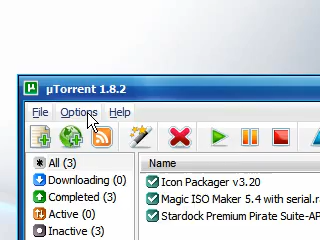 µTorrent 1.8.2
File Options Help
Name
All (3)
Downloading (0)
Completed (3)
Active (0)
Inactive (3)
Icon Packager v3.20
Magic ISO Maker 5.4 with serial.ra
Stardock Premium Pirate Suite-AP